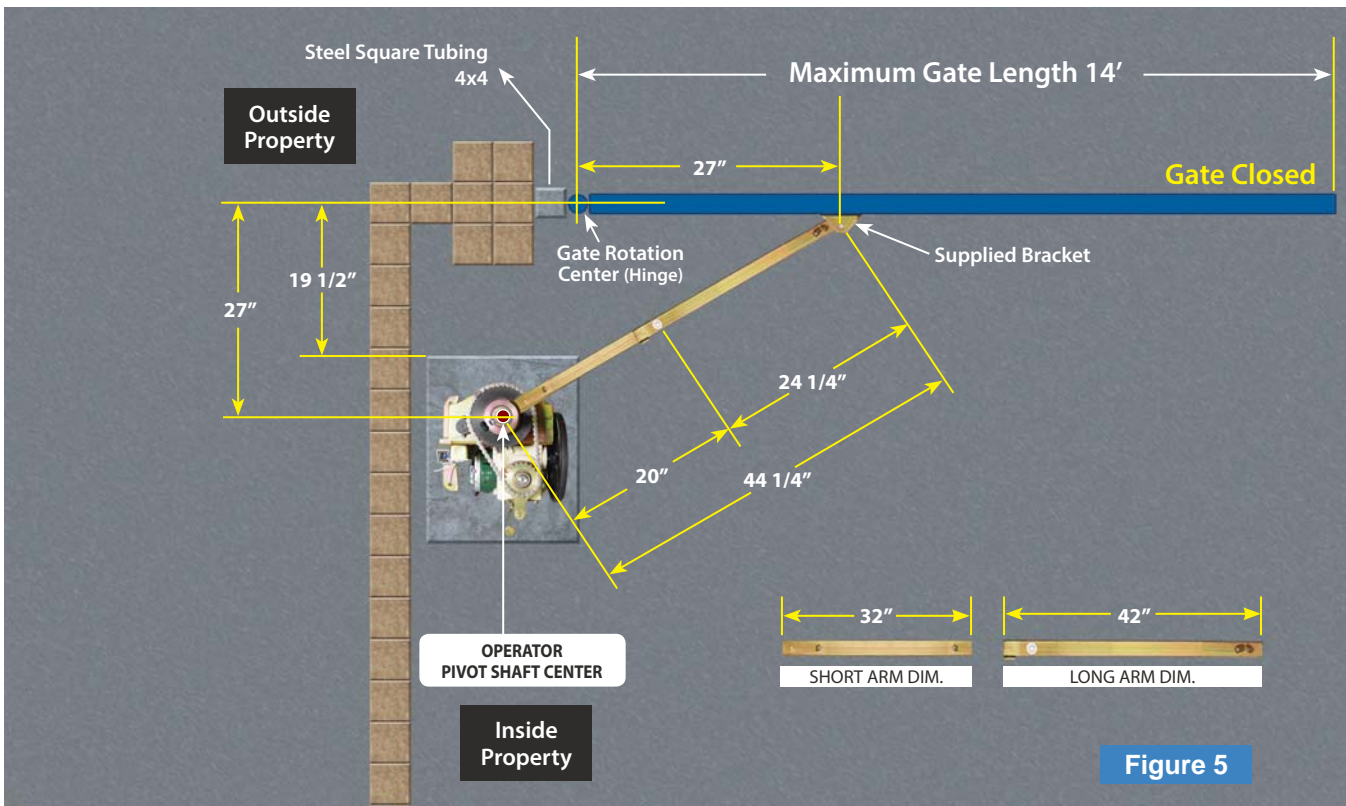 Steel Square Tubing
4x4
Maximum Gate Length 14’
Outside
Property
27”
Gate Closed
Gate Rotation
Center (Hinge)
Supplied Bracket
19 1/2”
27”
24 1/4”
20”
44 1/4”
32”
42”
SHORT ARM DIM.
LONG ARM DIM.
OPERATOR
PIVOT SHAFT CENTER
Inside
Property
Figure 5